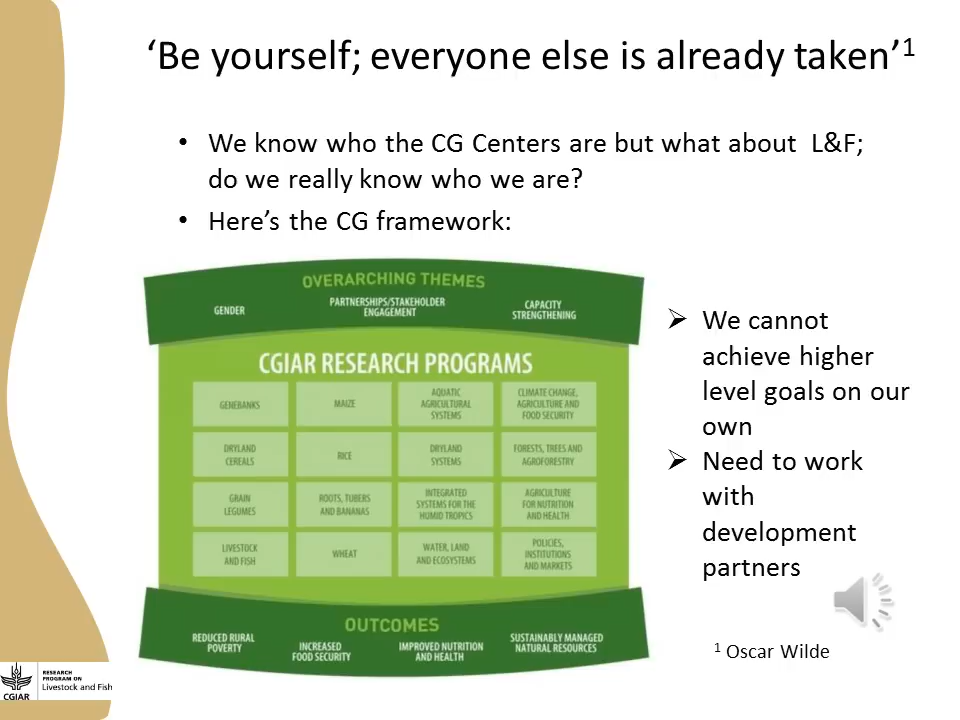 ‘Be yourself; everyone else is already taken’1
• We know who the CG Centers are but what about L&F;
do we really know who we are?
• Here’s the CG framework:
OVERARCHING THEMES
GENDER
PARTNERSHIPS/STAKEHOLDER
ENGAGEMENT
CAPACITY
STRENGTHENING
CGIAR RESEARCH PROGRAMS
GENEBANKS
MAIZE
AQUATIC
AGRICULTURAL
SYSTEMS
CLIMATE CHANGE,
AGRICULTURE AND
FOOD SECURITY
DRYLAND
CEREALS
RICE
DRYLAND
SYSTEMS
FORESTS, TREES AND
AGROFORESTRY
GRAIN
LEGUMES
ROOTS, TUBERS
AND BANANAS
INTEGRATED
SYSTEMS FOR THE
HUMID TROPICS
AGRICULTURE
FOR NUTRITION
AND HEALTH
LIVESTOCK
AND FISH
WHEAT
WATER, LAND
AND ECOSYSTEMS
POLICIES,
INSTITUTIONS
AND MARKETS
OUTCOMES
REDUCED RURAL
POVERTY
INCREASED
FOOD SECURITY
IMPROVED NUTRITION
AND HEALTH
SUSTAINABLY MANAGED
NATURAL RESOURCES
➢ We cannot
achieve higher
level goals on our
own
➢ Need to work
with
development
partners
1 Oscar Wilde
CGIAR
RESEARCH
PROGRAM ON
Livestock and Fish